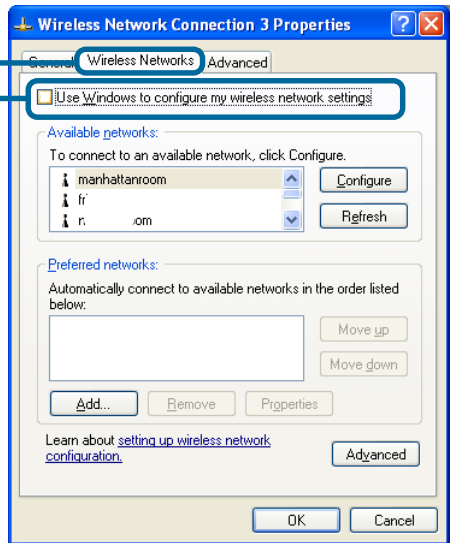 Wireless Network Connection 3 Properties
General Wireless Networks Advanced
Use Windows to configure my wireless network settings
Available networks:
To connect to an available network, click Configure.
manhattanroom
Configure
Refresh
Preferred networks:
Automatically connect to available networks in the order listed
below:
Move up
Move down
Add... Remove Properties
Learn about setting up wireless network
configuration.
Advanced
OK Cancel